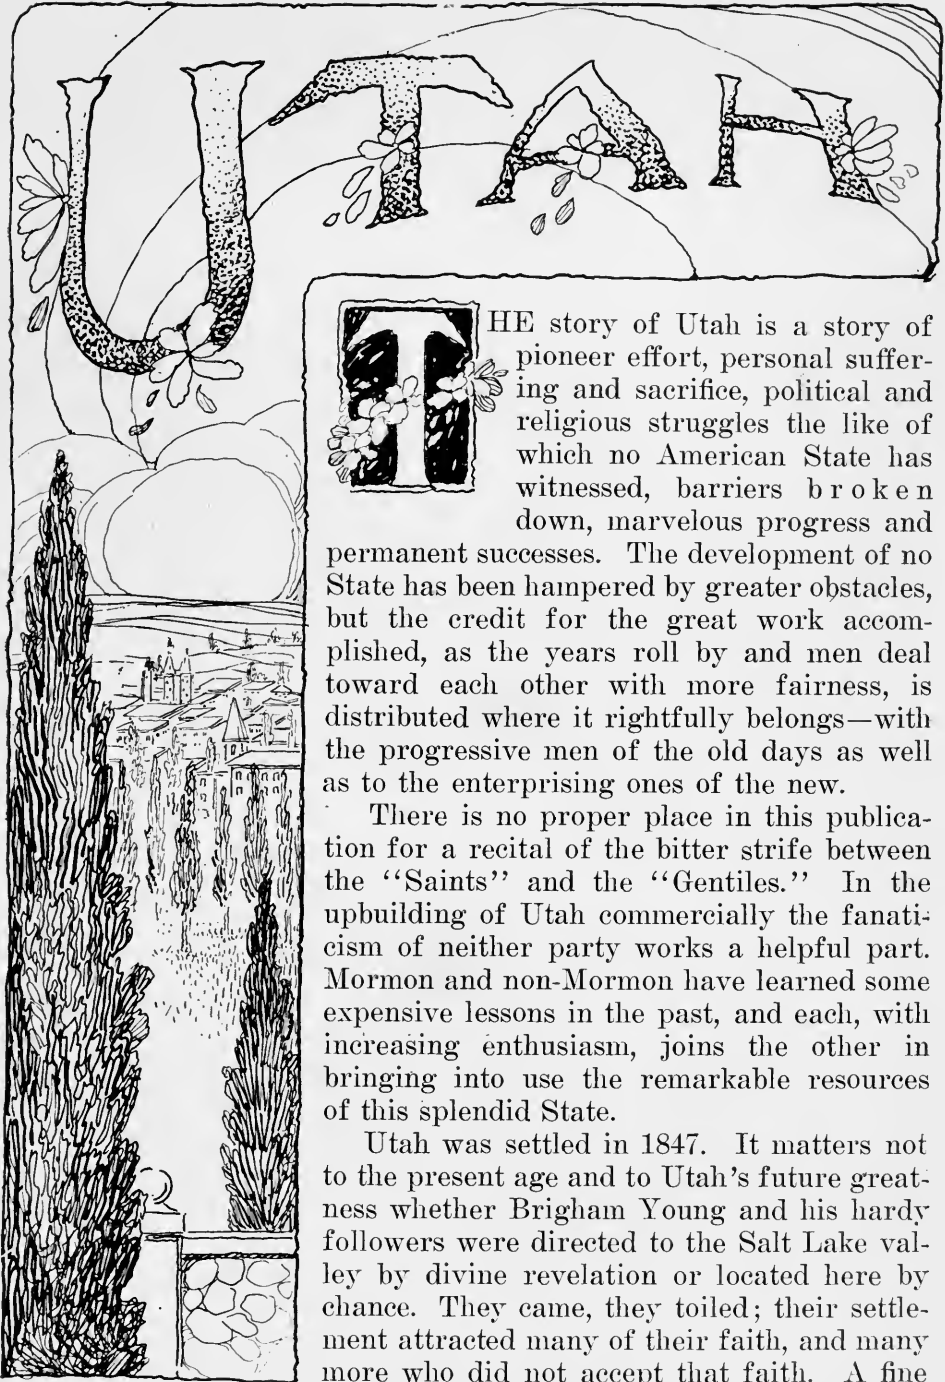 UTAH
THE story of Utah is a story of
pioneer effort, personal suffer-
ing and sacrifice, political and
religious struggles the like of
which no American State has
witnessed, barriers broken
down, marvelous progress and
permanent successes. The development of no
State has been hampered by greater obstacles,
but the credit for the great work accom-
plished, as the years roll by and men deal
toward each other with more fairness, is
distributed where it rightfully belongs—with
the progressive men of the old days as well
as to the enterprising ones of the new.
There is no proper place in this publica-
tion for a recital of the bitter strife between
the “Saints” and the “Gentiles.” In the
upbuilding of Utah commercially the fanati-
cism of neither party works a helpful part.
Mormon and non-Mormon have learned some
expensive lessons in the past, and each, with
increasing enthusiasm, joins the other in
bringing into use the remarkable resources
of this splendid State.
Utah was settled in 1847. It matters not
to the present age and to Utah's future great-
ness whether Brigham Young and his hardy
followers were directed to the Salt Lake val-
ley by divine revelation or located here by
chance. They came, they toiled; their settle-
ment attracted many of their faith, and many
more who did not accept that faith. A fine